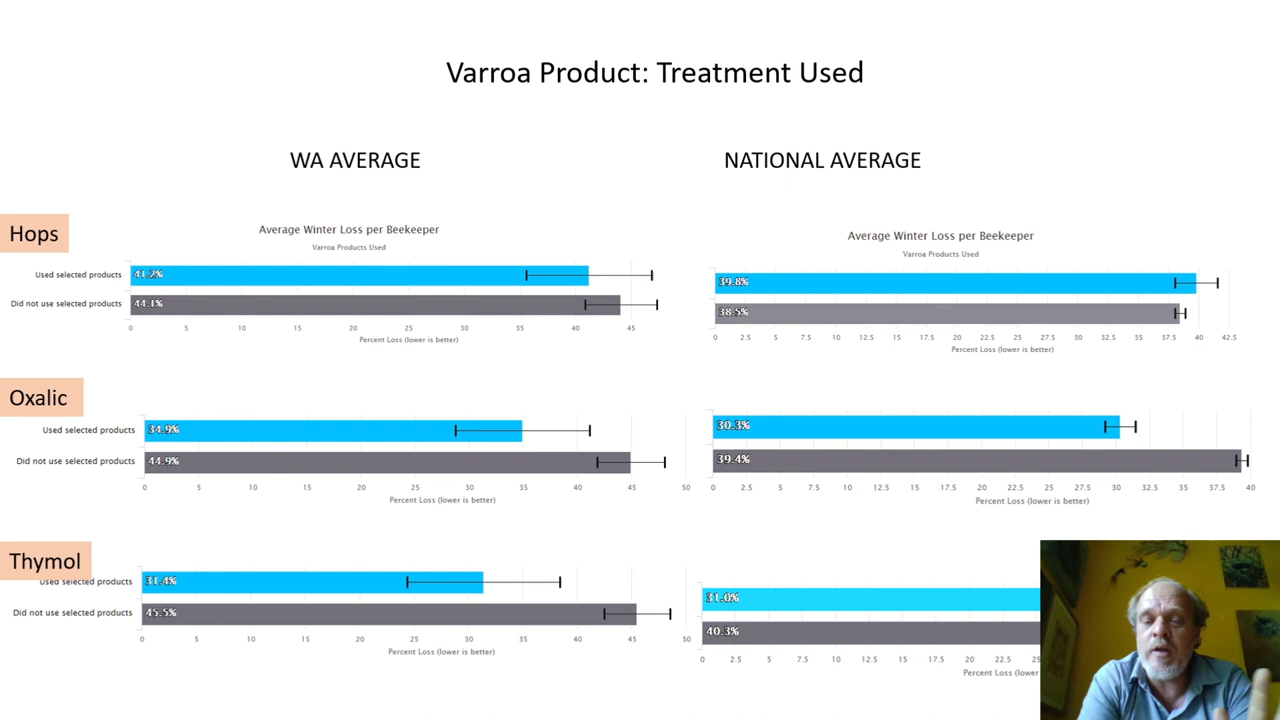 Varroa Product: Treatment Used
WA AVERAGE
NATIONAL AVERAGE
Hops
Average Winter Loss per Beekeeper
Varroa Products Used
Used selected products
41.2%
Did not use selected products
44.1%
0 5 10 15 20 25 30 35 40 45
Percent Loss (lower is better)
Average Winter Loss per Beekeeper
Varroa Products Used
39.8%
38.5%
0 2.5 5 7.5 10 12.5 15 17.5 20 22.5 25 27.5 30 32.5 35 37.5 40 42.5
Percent Loss (lower is better)
Oxalic
Used selected products
34.9%
Did not use selected products
44.9%
0 5 10 15 20 25 30 35 40 45 50
Percent Loss (lower is better)
30.3%
39.4%
0 2.5 5 7.5 10 12.5 15 17.5 20 22.5 25 27.5 30 32.5 35 37.5 40
Percent Loss (lower is better)
Thymol
Used selected products
31.4%
Did not use selected products
45.5%
0 5 10 15 20 25 30 35 40 45 50
Percent Loss (lower is better)
31.0%
40.3%
0 2.5 5 7.5 10 12.5 15 17.5 20 22.5
Percent Loss (lower